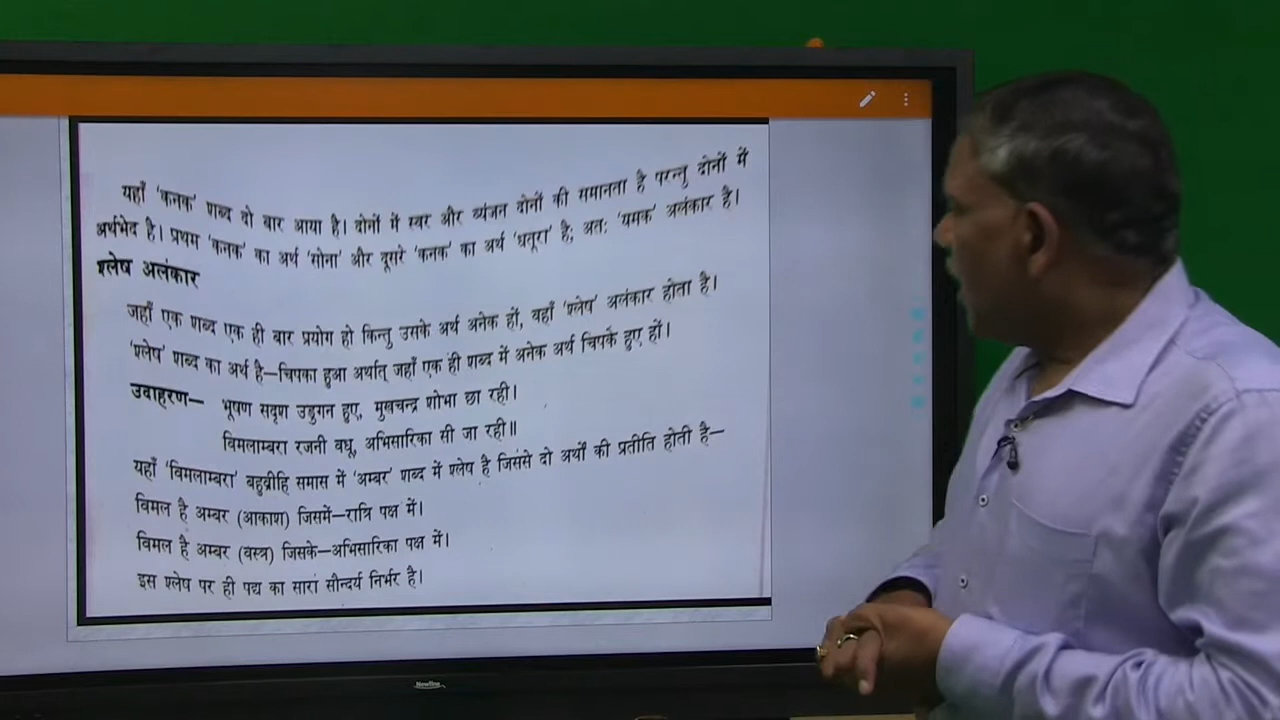 यहाँ 'कनक' शब्द दो बार आया है। दोनों में स्वर और व्यंजन दोनों की समानता है परन्तु दोनों में
अर्थभेद है। प्रथम 'कनक' का अर्थ 'सोना' और दूसरे 'कनक' का अर्थ 'धतूरा' है; अतः 'यमक' अलंकार है।
श्लेष अलंकार
जहाँ एक शब्द एक ही बार प्रयोग हो किन्तु उसके अर्थ अनेक हों, वहाँ 'श्लेष' अलंकार होता है।
'श्लेष' शब्द का अर्थ है—चिपका हुआ अर्थात् जहाँ एक ही शब्द में अनेक अर्थ चिपके हुए हों।
उदाहरण— भूषण सदृश उडुगन हुए, मुखचन्द्र शोभा छा रही।
विमलाम्बरा रजनी वधू, अभिसारिका सी जा रही॥
यहाँ 'विमलाम्बरा' बहुव्रीहि समास में 'अम्बर' शब्द में श्लेष है जिससे दो अर्थों की प्रतीति होती है—
विमल है अम्बर (आकाश) जिसमें—रात्रि पक्ष में।
विमल है अम्बर (वस्त्र) जिसके—अभिसारिका पक्ष में।
इस श्लेष पर ही पद्य का सारा सौन्दर्य निर्भर है।
Newline